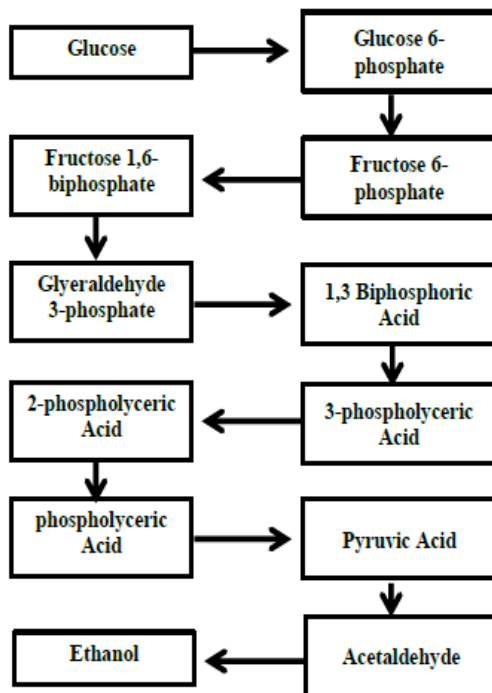 Glucose
Glucose 6-
phosphate
Fructose 6-
phosphate
Fructose 1,6-
biphosphate
Glyeraldehyde
3-phosphate
1,3 Biphosphoric
Acid
3-phospholyceric
Acid
2-phospholyceric
Acid
phospholyceric
Acid
Pyruvic Acid
Acetaldehyde
Ethanol